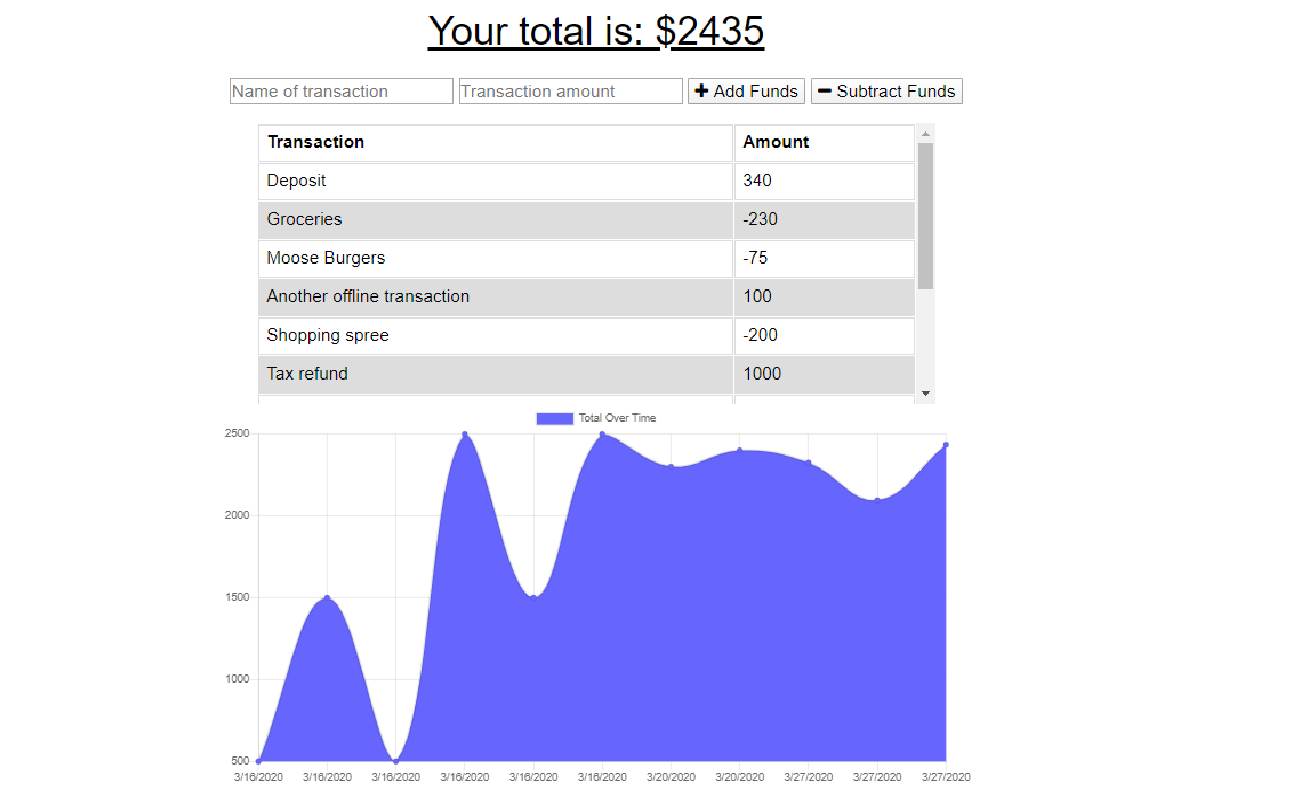 Your total is: $2435
Name of transaction Transaction amount + Add Funds − Subtract Funds
Transaction Amount
Deposit 340
Groceries -230
Moose Burgers -75
Another offline transaction 100
Shopping spree -200
Tax refund 1000
Total Over Time
2500
2000
1500
1000
500
3/16/2020 3/16/2020 3/16/2020 3/16/2020 3/16/2020 3/18/2020 3/20/2020 3/20/2020 3/27/2020 3/27/2020 3/27/2020